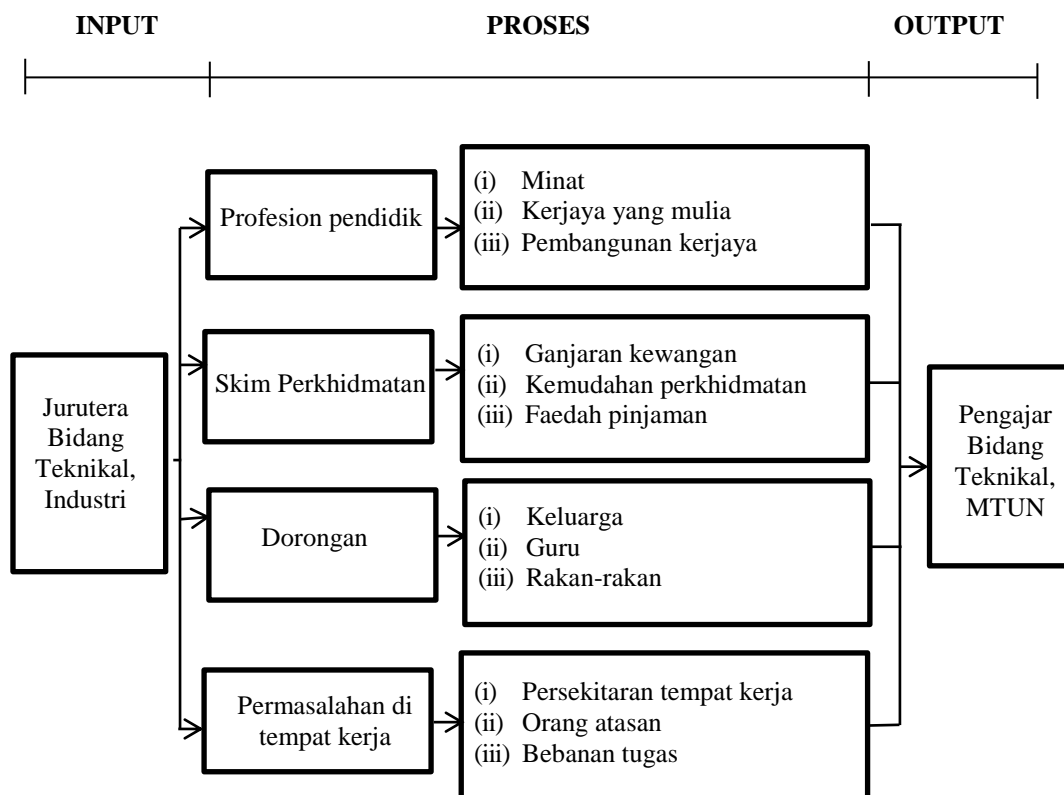 INPUT
PROSES
OUTPUT
Profesion pendidik
(i) Minat
(ii) Kerjaya yang mulia
(iii) Pembangunan kerjaya
Skim Perkhidmatan
(i) Ganjaran kewangan
(ii) Kemudahan perkhidmatan
(iii) Faedah pinjaman
Jurutera
Bidang
Teknikal,
Industri
Pengajar
Bidang
Teknikal,
MTUN
Dorongan
(i) Keluarga
(ii) Guru
(iii) Rakan-rakan
Permasalahan di
tempat kerja
(i) Persekitaran tempat kerja
(ii) Orang atasan
(iii) Bebanan tugas